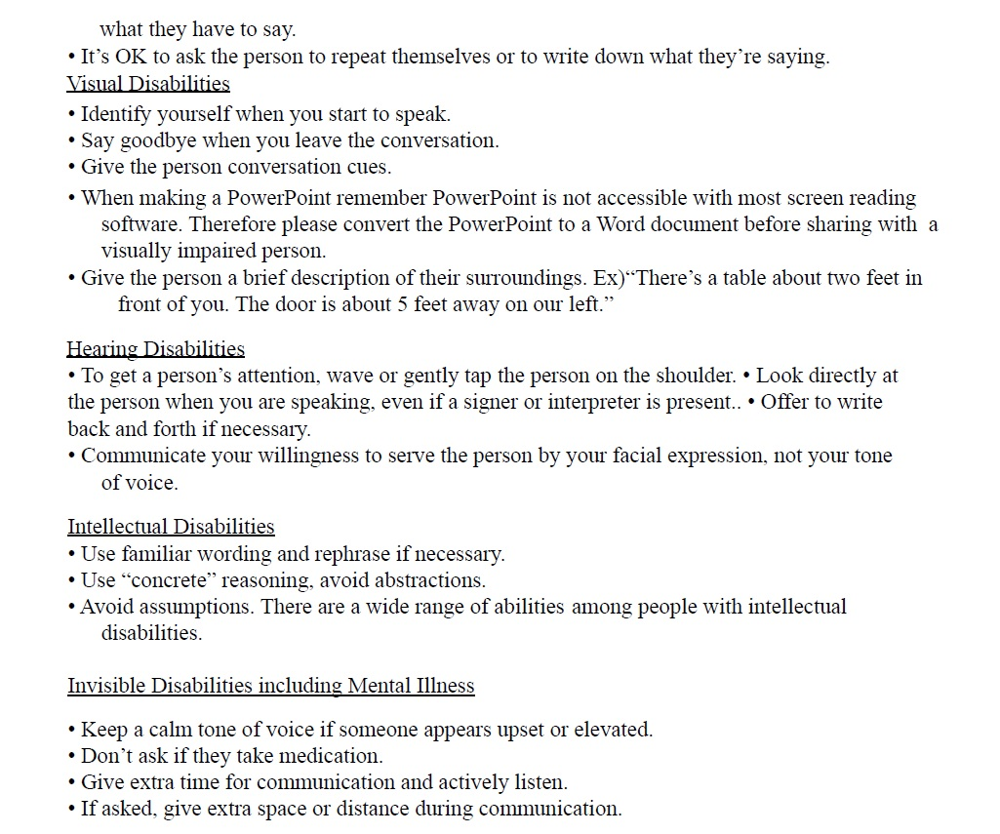 what they have to say.
• It’s OK to ask the person to repeat themselves or to write down what they’re saying.
Visual Disabilities
• Identify yourself when you start to speak.
• Say goodbye when you leave the conversation.
• Give the person conversation cues.
• When making a PowerPoint remember PowerPoint is not accessible with most screen reading
software. Therefore please convert the PowerPoint to a Word document before sharing with a
visually impaired person.
• Give the person a brief description of their surroundings. Ex)“There’s a table about two feet in
front of you. The door is about 5 feet away on our left.”
Hearing Disabilities
• To get a person’s attention, wave or gently tap the person on the shoulder. • Look directly at
the person when you are speaking, even if a signer or interpreter is present.. • Offer to write
back and forth if necessary.
• Communicate your willingness to serve the person by your facial expression, not your tone
of voice.
Intellectual Disabilities
• Use familiar wording and rephrase if necessary.
• Use “concrete” reasoning, avoid abstractions.
• Avoid assumptions. There are a wide range of abilities among people with intellectual
disabilities.
Invisible Disabilities including Mental Illness
• Keep a calm tone of voice if someone appears upset or elevated.
• Don’t ask if they take medication.
• Give extra time for communication and actively listen.
• If asked, give extra space or distance during communication.